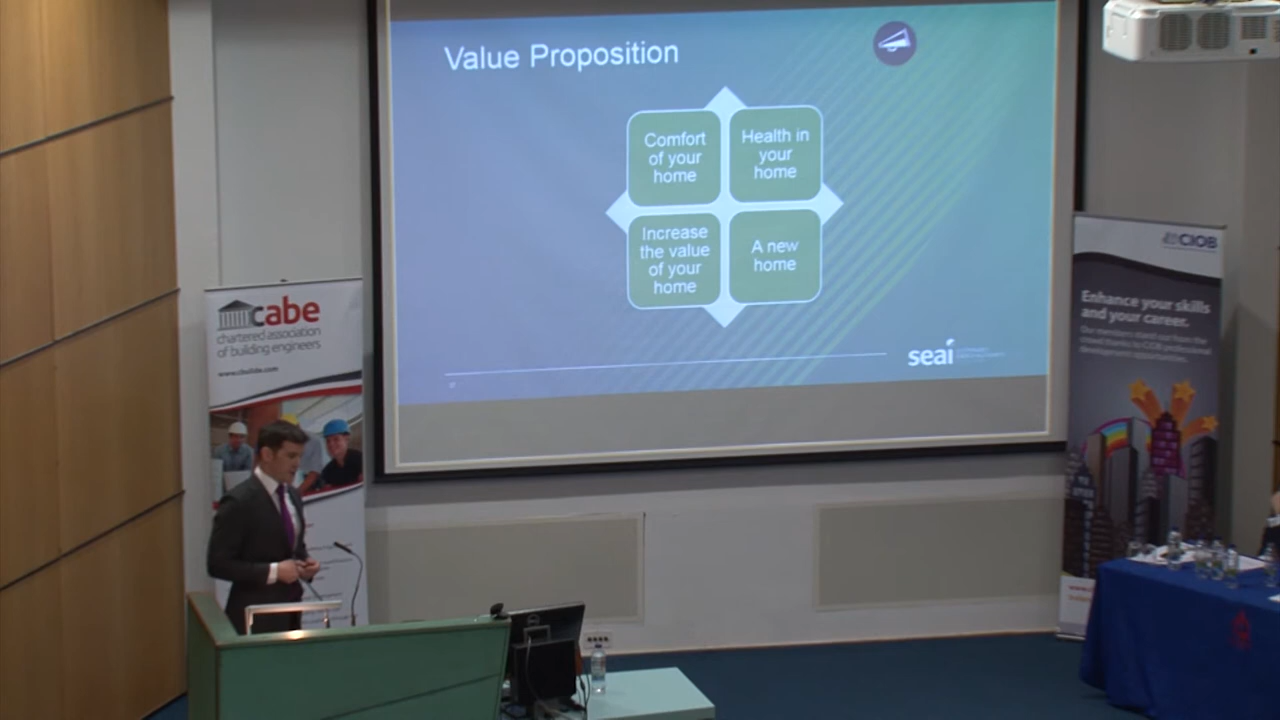 Value Proposition
Comfort
of your
home
Health in
your
home
Increase
the value
of your
home
A new
home
seai
cabe
chartered association
of building engineers
CIOB
Enhance your skills
and your career.